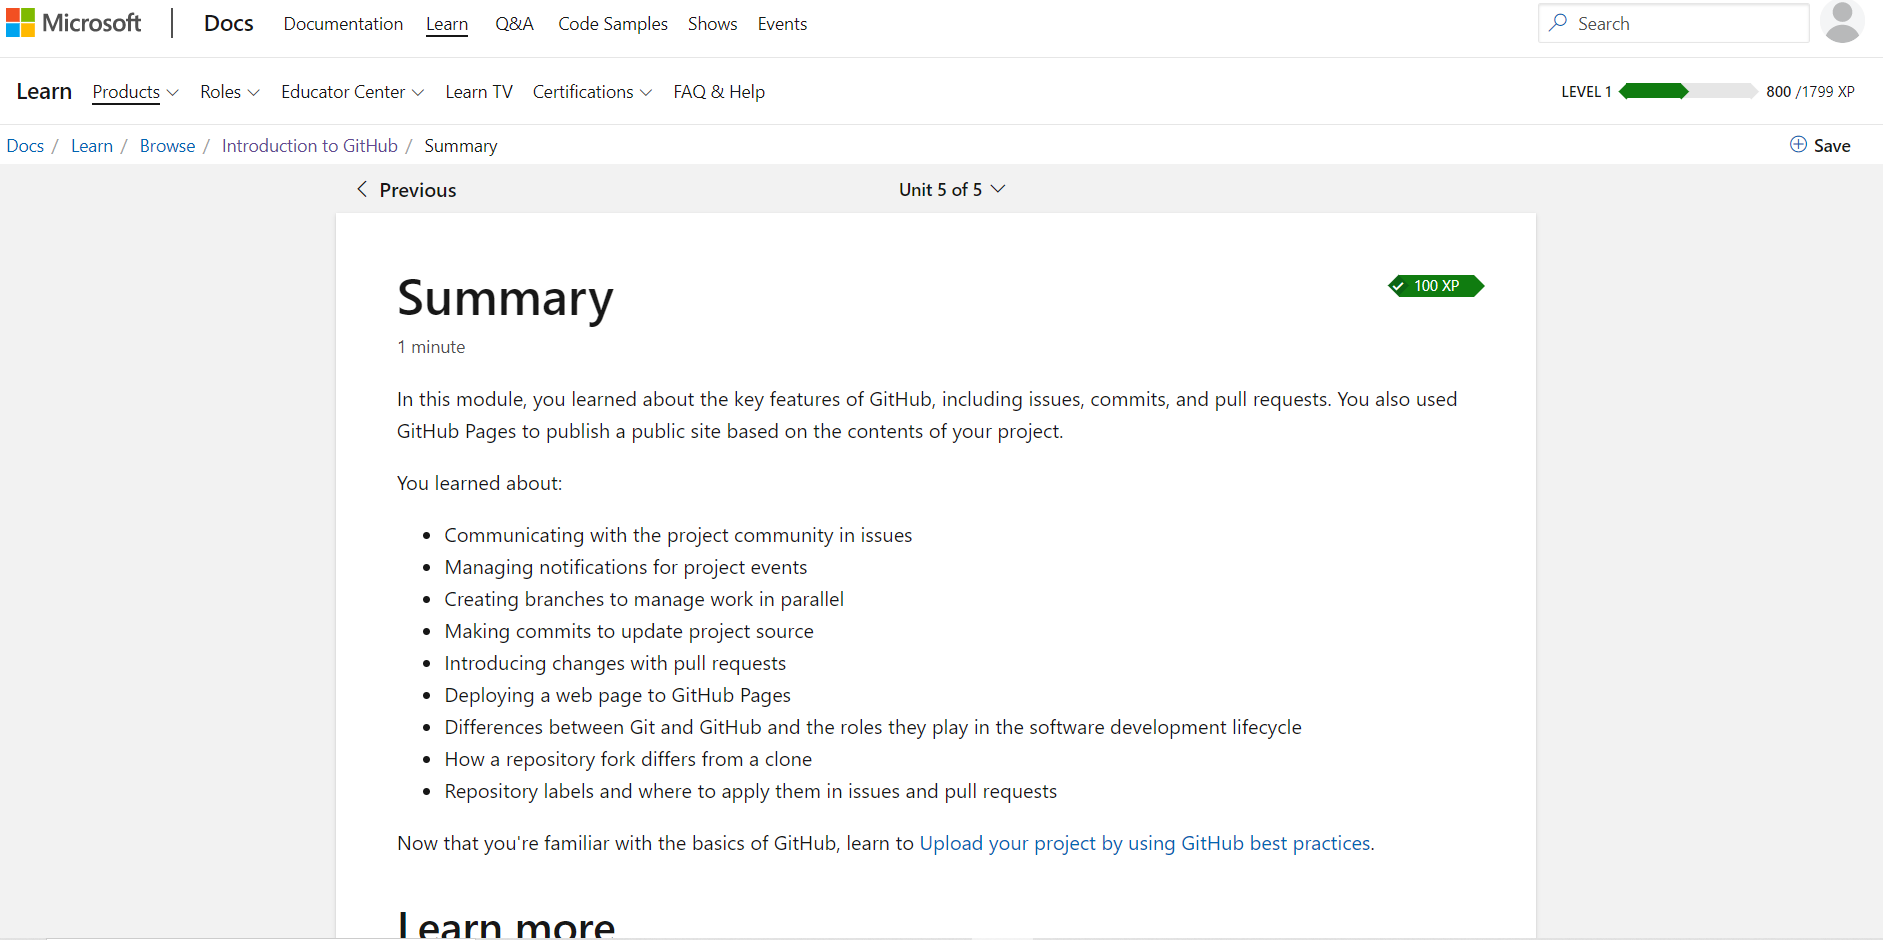 Microsoft Docs Documentation Learn Q&A Code Samples Shows Events Search
Learn Products Roles Educator Center Learn TV Certifications FAQ & Help LEVEL 1 800 /1799 XP
Docs / Learn / Browse / Introduction to GitHub / Summary Save
Previous Unit 5 of 5
Summary 100 XP
1 minute
In this module, you learned about the key features of GitHub, including issues, commits, and pull requests. You also used
GitHub Pages to publish a public site based on the contents of your project.
You learned about:
• Communicating with the project community in issues
• Managing notifications for project events
• Creating branches to manage work in parallel
• Making commits to update project source
• Introducing changes with pull requests
• Deploying a web page to GitHub Pages
• Differences between Git and GitHub and the roles they play in the software development lifecycle
• How a repository fork differs from a clone
• Repository labels and where to apply them in issues and pull requests
Now that you're familiar with the basics of GitHub, learn to Upload your project by using GitHub best practices.
Learn more